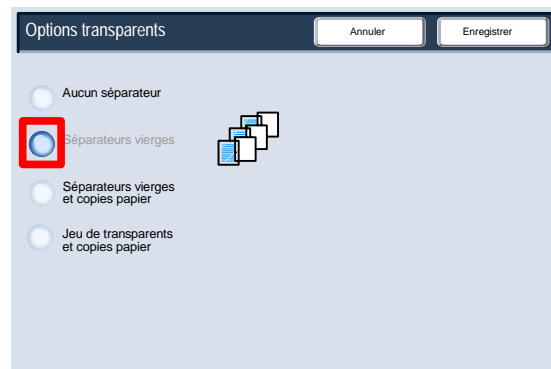 Options transparents
Annuler
Enregistrer
Aucun séparateur
Séparateurs vierges
Séparateurs vierges
et copies papier
Jeu de transparents
et copies papier